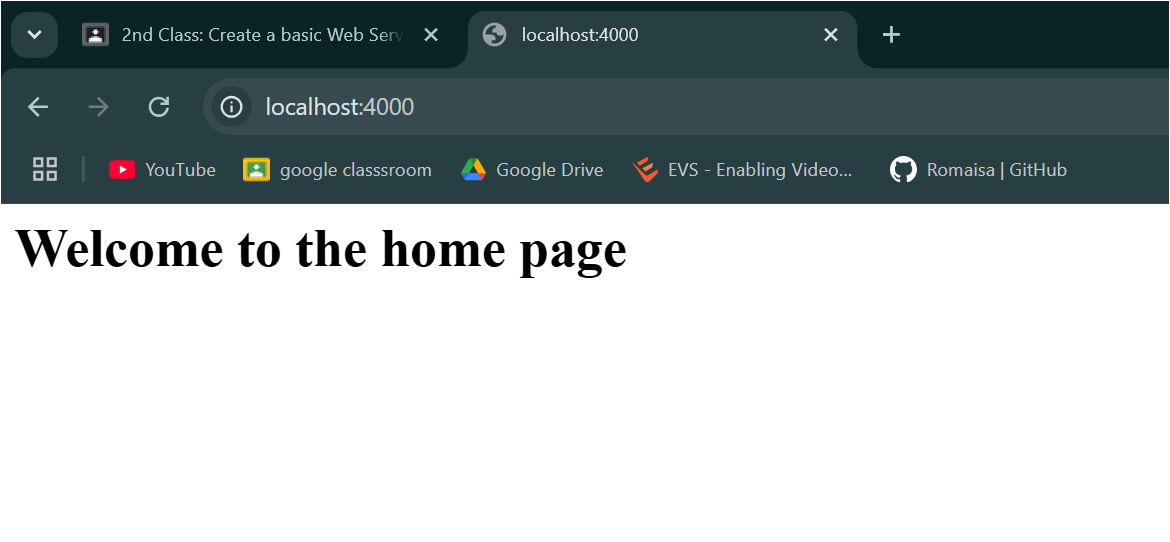 2nd Class: Create a basic Web Serv
localhost:4000
localhost:4000
YouTube google classsroom Google Drive EVS - Enabling Video... Romaisa | GitHub
Welcome to the home page